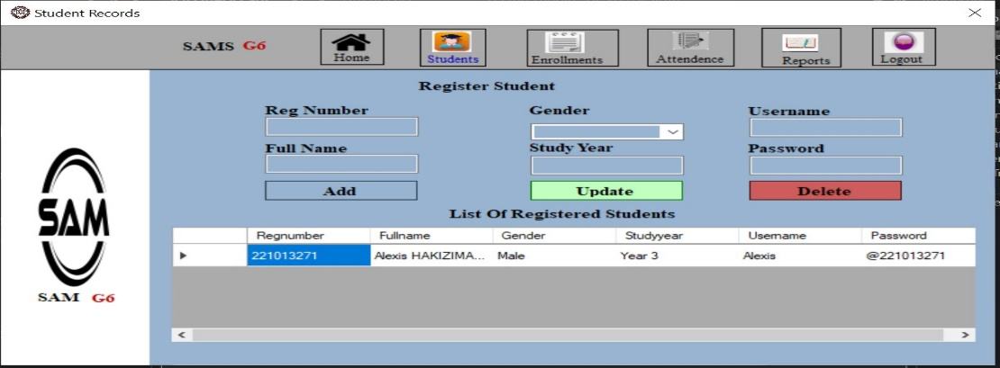 Student Records
SAMS G6
Home
Students
Enrollments
Attendence
Reports
Logout
Register Student
Reg Number
Gender
Username
Full Name
Study Year
Password
Add
Update
Delete
List Of Registered Students
Regnumber Fullname Gender Studyyear Username Password
221013271 Alexis HAKIZIMA... Male Year 3 Alexis @221013271
SAM
SAM G6